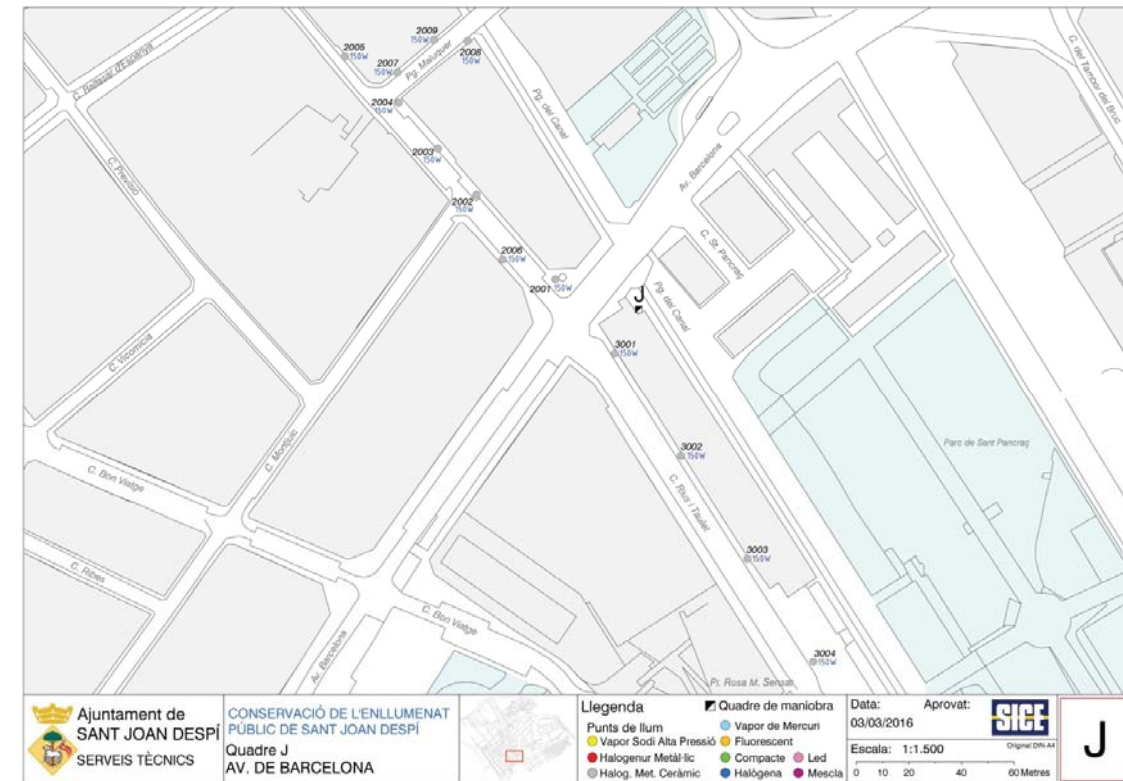 2009
150W
2005
150W
2008
2007
150W
Pg. Maluquer
150W
C. Baltasar d'Espanya
2004
150W
Pg. del Canal
C. del Tambor del Bruc
2003
150W
Av. Barcelona
C. Previsió
2002
150W
C. St. Pancraç
2006
150W
2001
150W
J
Pg. del Canal
3001
150W
C. Vicomicia
C. Montjuic
3002
150W
Parc de Sant Pancraç
C. Bon Viatge
C. Rius i Taulet
3003
150W
C. Ribes
C. Bon Viatge
Av. Barcelona
3004
150W
Pl. Rosa M. Sensat
Ajuntament de
SANT JOAN DESPÍ
SERVEIS TÈCNICS
CONSERVACIÓ DE L'ENLLUMENAT
PÚBLIC DE SANT JOAN DESPÍ
Quadre J
AV. DE BARCELONA
Llegenda
Quadre de maniobra
Punts de llum
Vapor de Mercuri
Vapor Sodi Alta Pressió
Fluorescent
Halogenur Metàl·lic
Compacte
Led
Halog. Met. Ceràmic
Halògena
Mescla
Data:
Aprovat:
03/03/2016
SICE
Escala: 1:1.500
Original DIN-A4
0 10 20 40 60 Metres
J